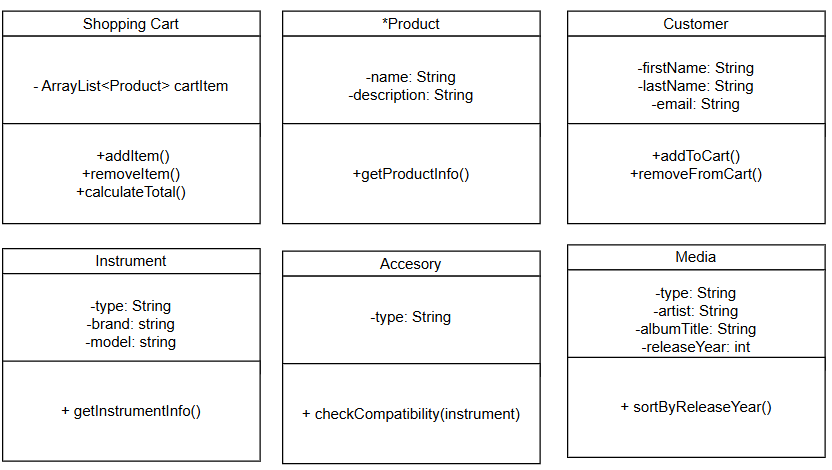 Shopping Cart
- ArrayList<Product> cartItem
+addItem()
+removeItem()
+calculateTotal()
*Product
-name: String
-description: String
+getProductInfo()
Customer
-firstName: String
-lastName: String
-email: String
+addToCart()
+removeFromCart()
Instrument
-type: String
-brand: string
-model: string
+ getInstrumentInfo()
Accesory
-type: String
+ checkCompatibility(instrument)
Media
-type: String
-artist: String
-albumTitle: String
-releaseYear: int
+ sortByReleaseYear()